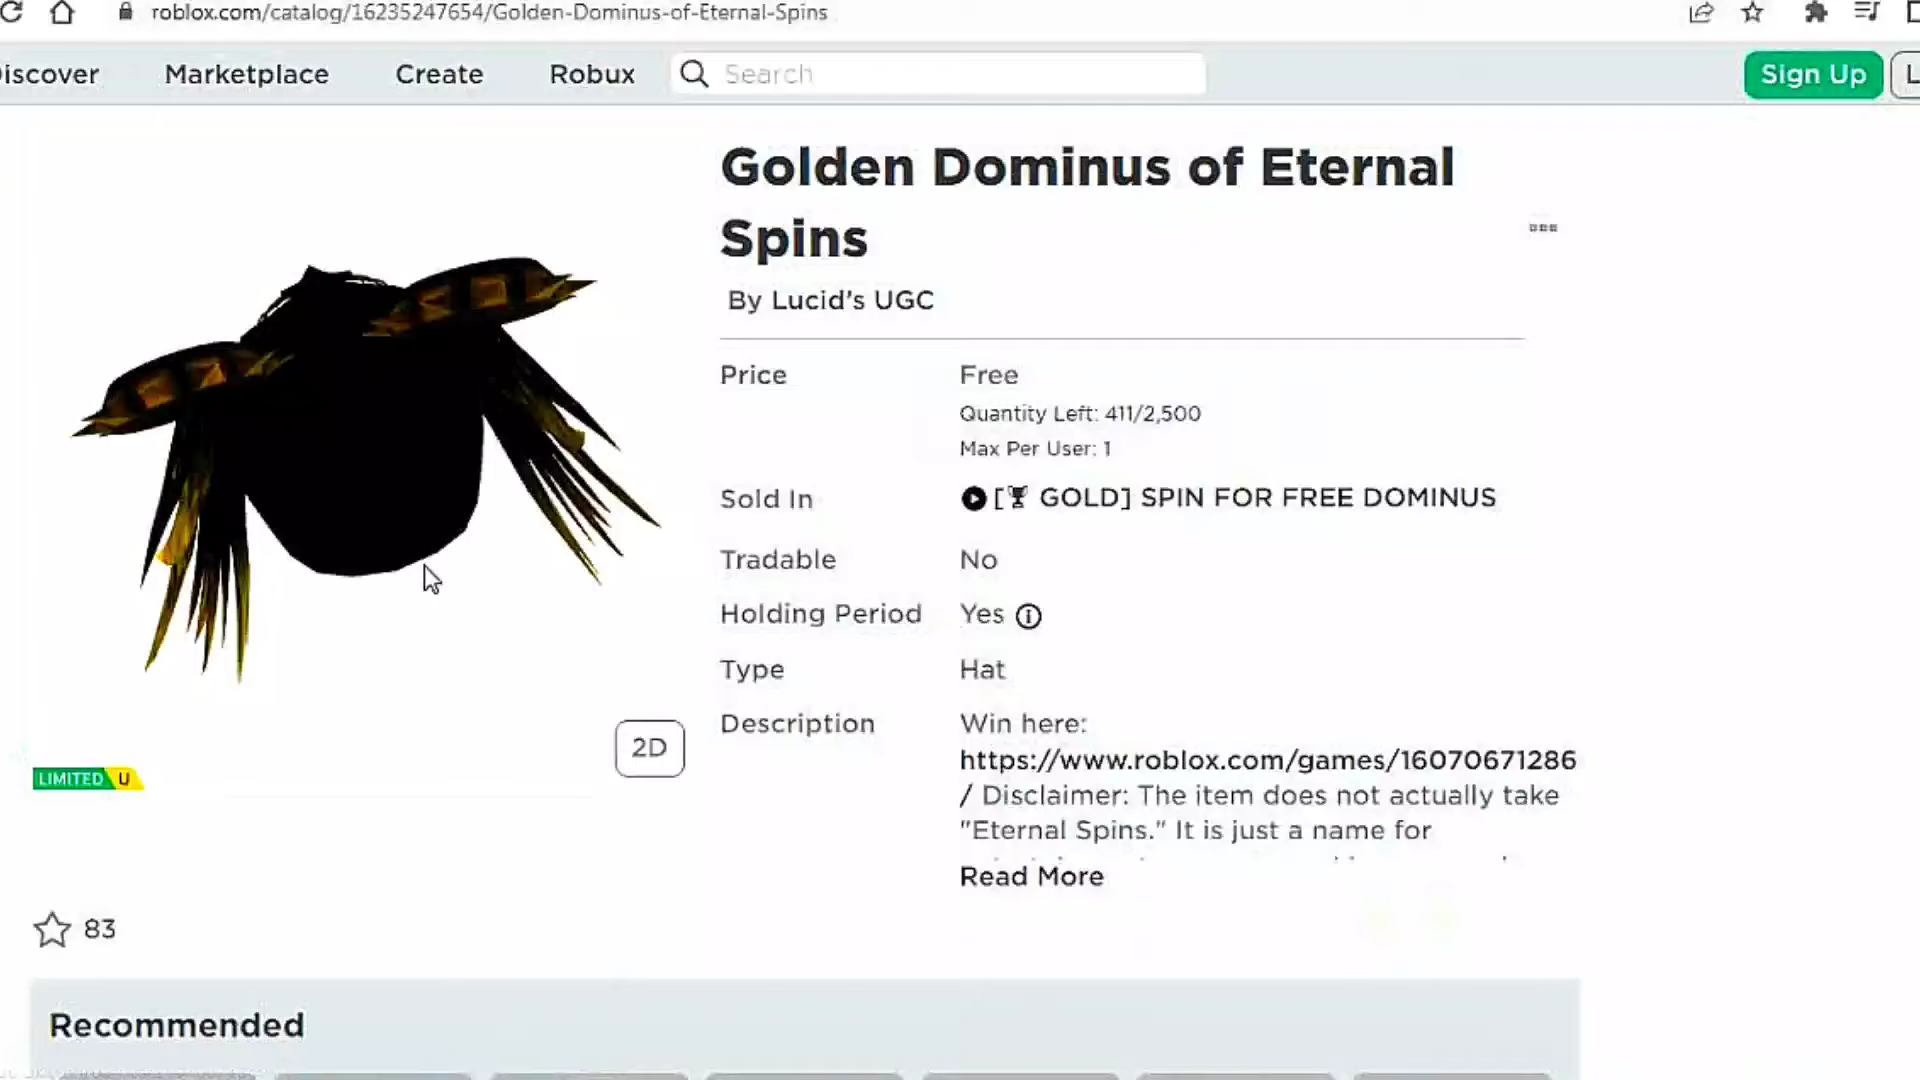 roblox.com/catalog/16235247654/Golden-Dominus-of-Eternal-Spins
iscover Marketplace Create Robux Search Sign Up L
Golden Dominus of Eternal
Spins
By Lucid's UGC
Price Free
Quantity Left: 411/2,500
Max Per User: 1
Sold In [🏆 GOLD] SPIN FOR FREE DOMINUS
Tradable No
Holding Period Yes
Type Hat
Description Win here:
https://www.roblox.com/games/16070671286
/ Disclaimer: The item does not actually take
"Eternal Spins." It is just a name for
Read More
2D
LIMITED U
83
Recommended